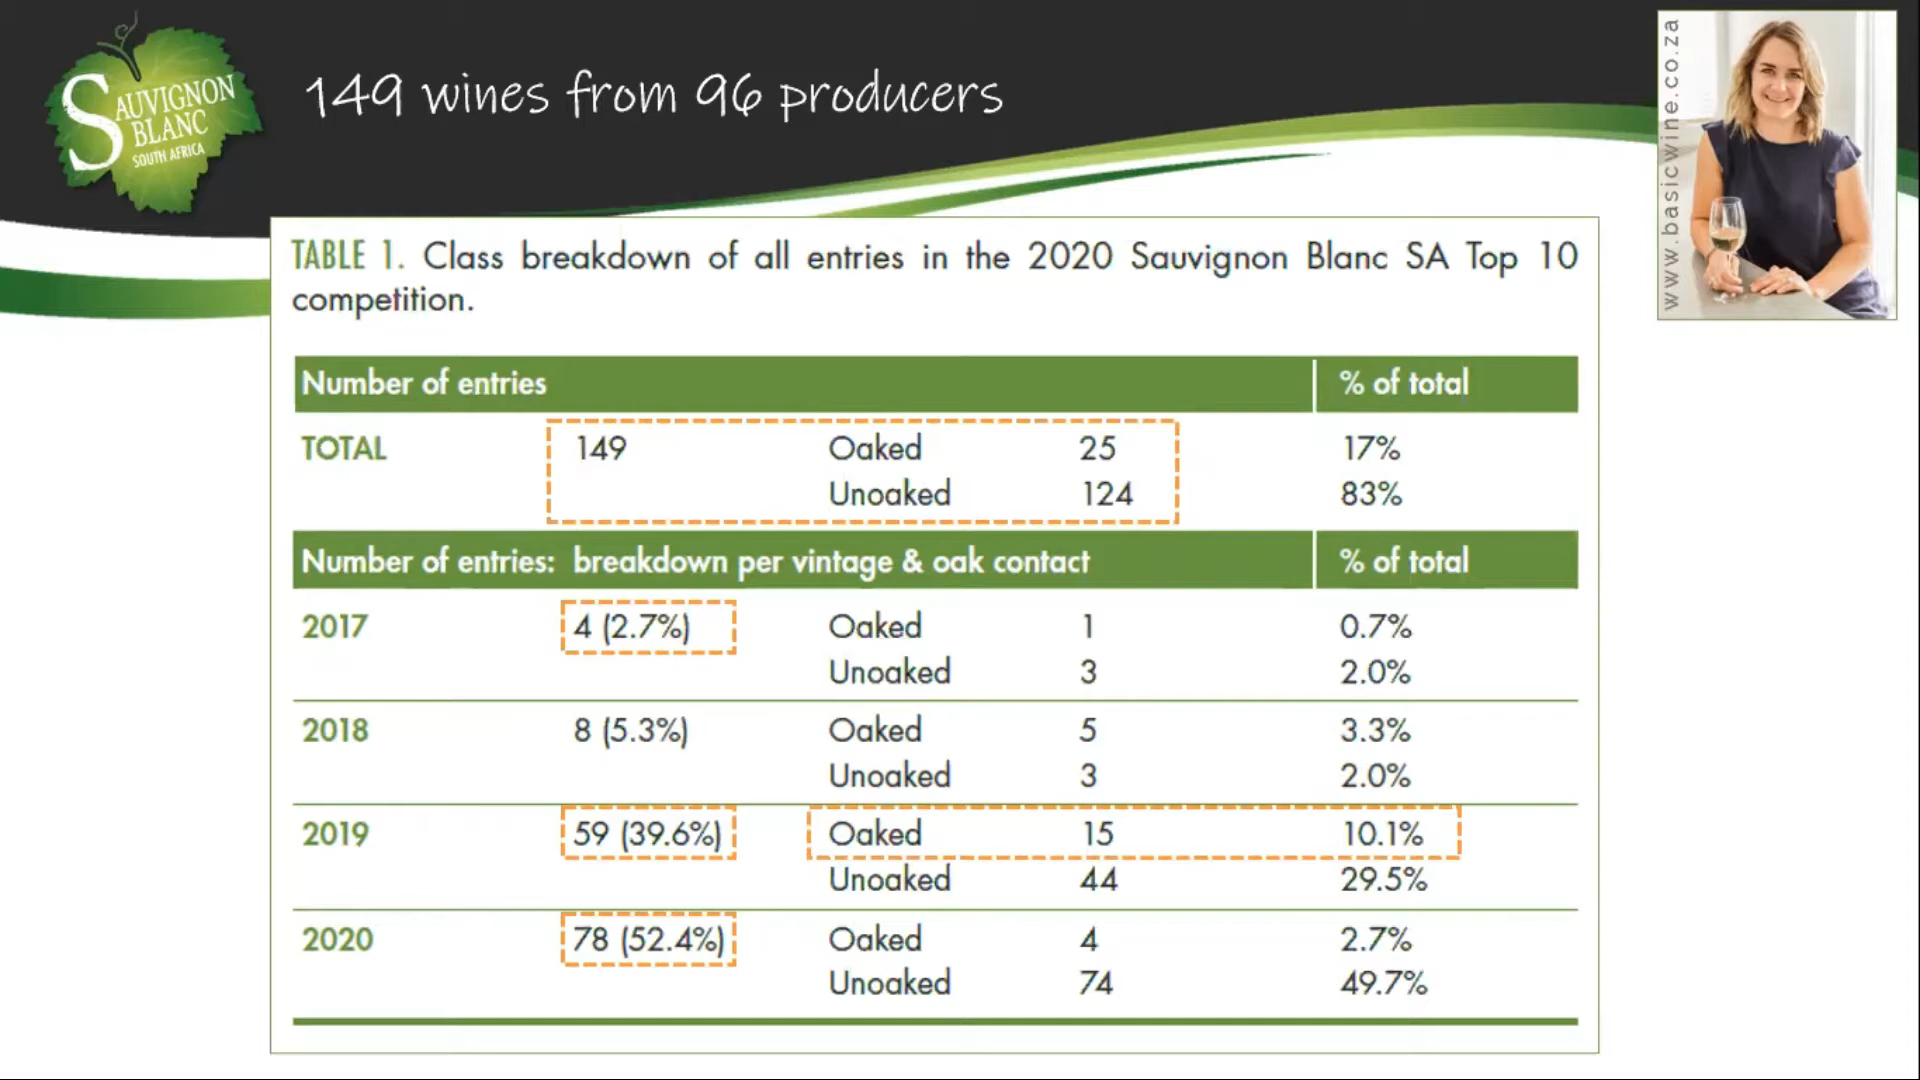 SAUVIGNON
BLANC
SOUTH AFRICA
149 wines from 96 producers
www.basicwine.co.za
TABLE 1. Class breakdown of all entries in the 2020 Sauvignon Blanc SA Top 10
competition.
Number of entries % of total
TOTAL 149 Oaked 25 17%
Unoaked 124 83%
Number of entries: breakdown per vintage & oak contact % of total
2017 4 (2.7%) Oaked 1 0.7%
Unoaked 3 2.0%
2018 8 (5.3%) Oaked 5 3.3%
Unoaked 3 2.0%
2019 59 (39.6%) Oaked 15 10.1%
Unoaked 44 29.5%
2020 78 (52.4%) Oaked 4 2.7%
Unoaked 74 49.7%